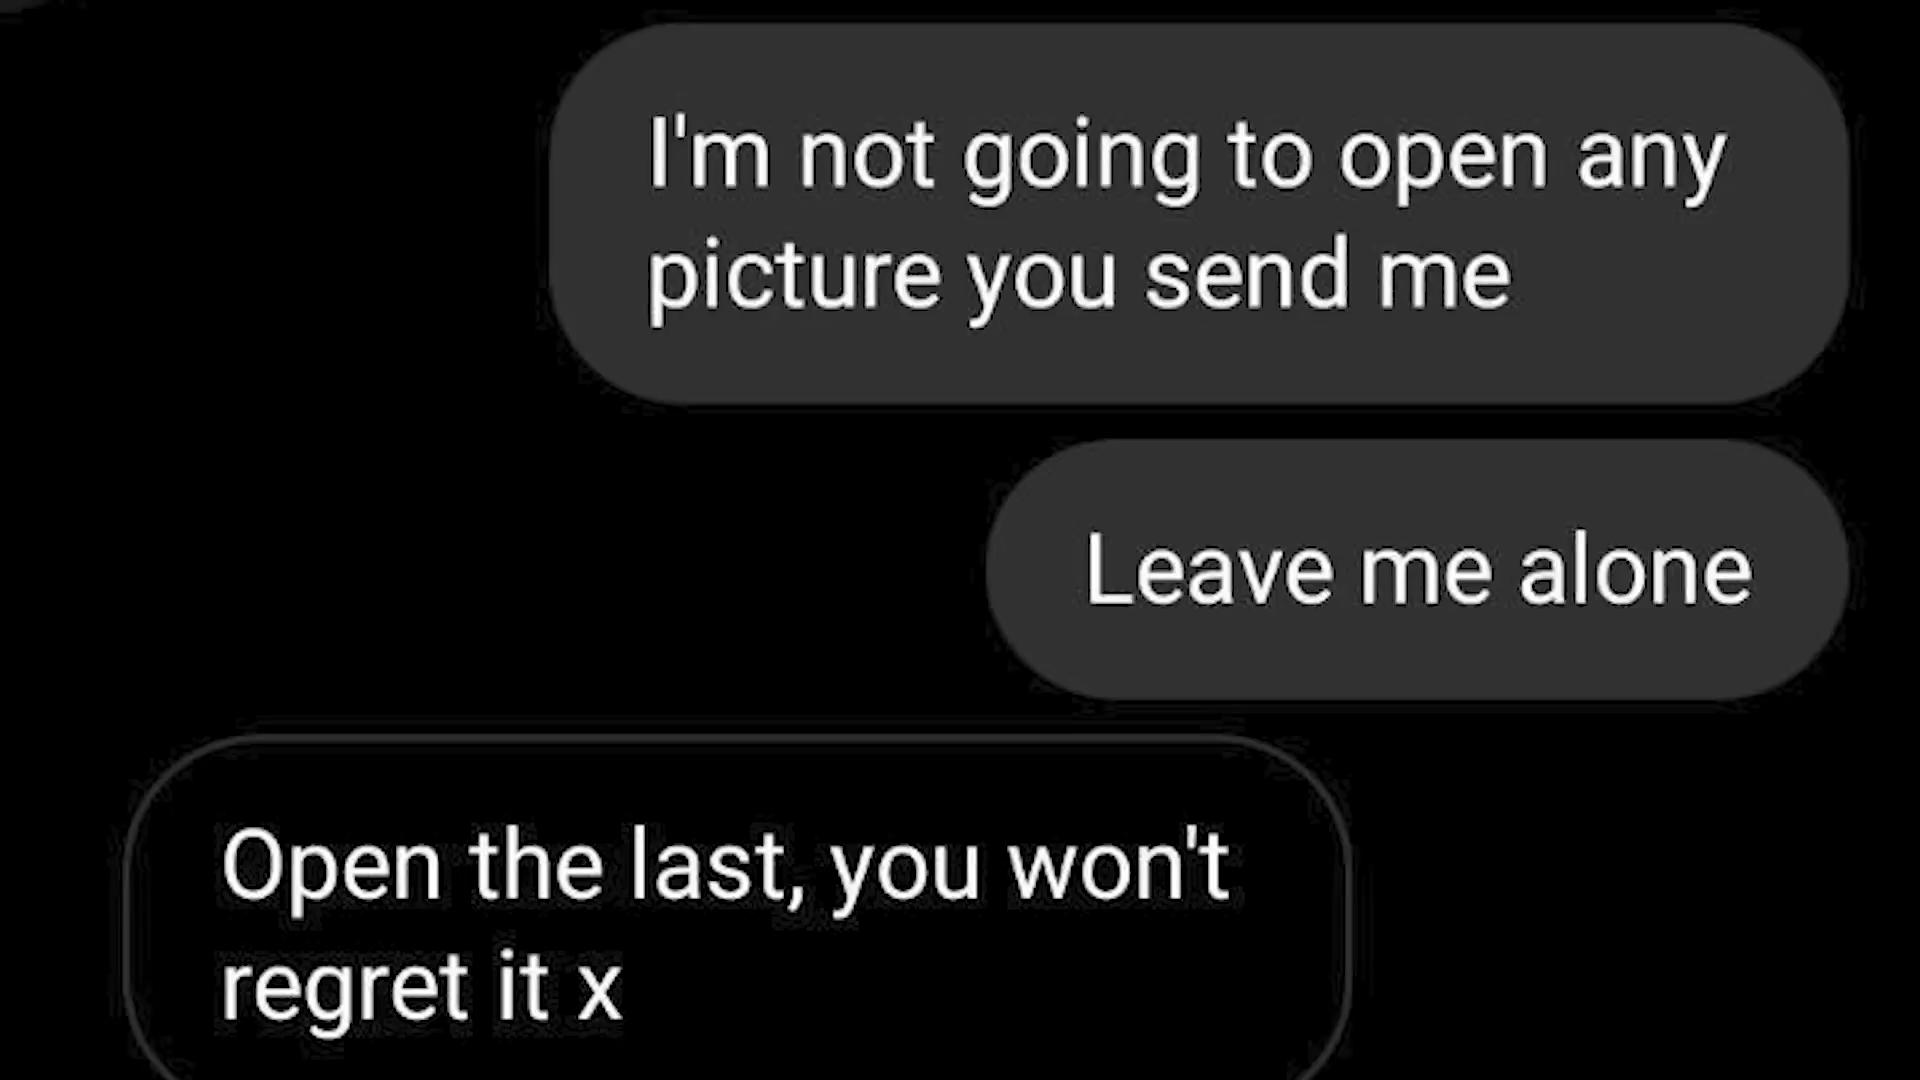 I'm not going to open any
picture you send me
Leave me alone
Open the last, you won't
regret it x